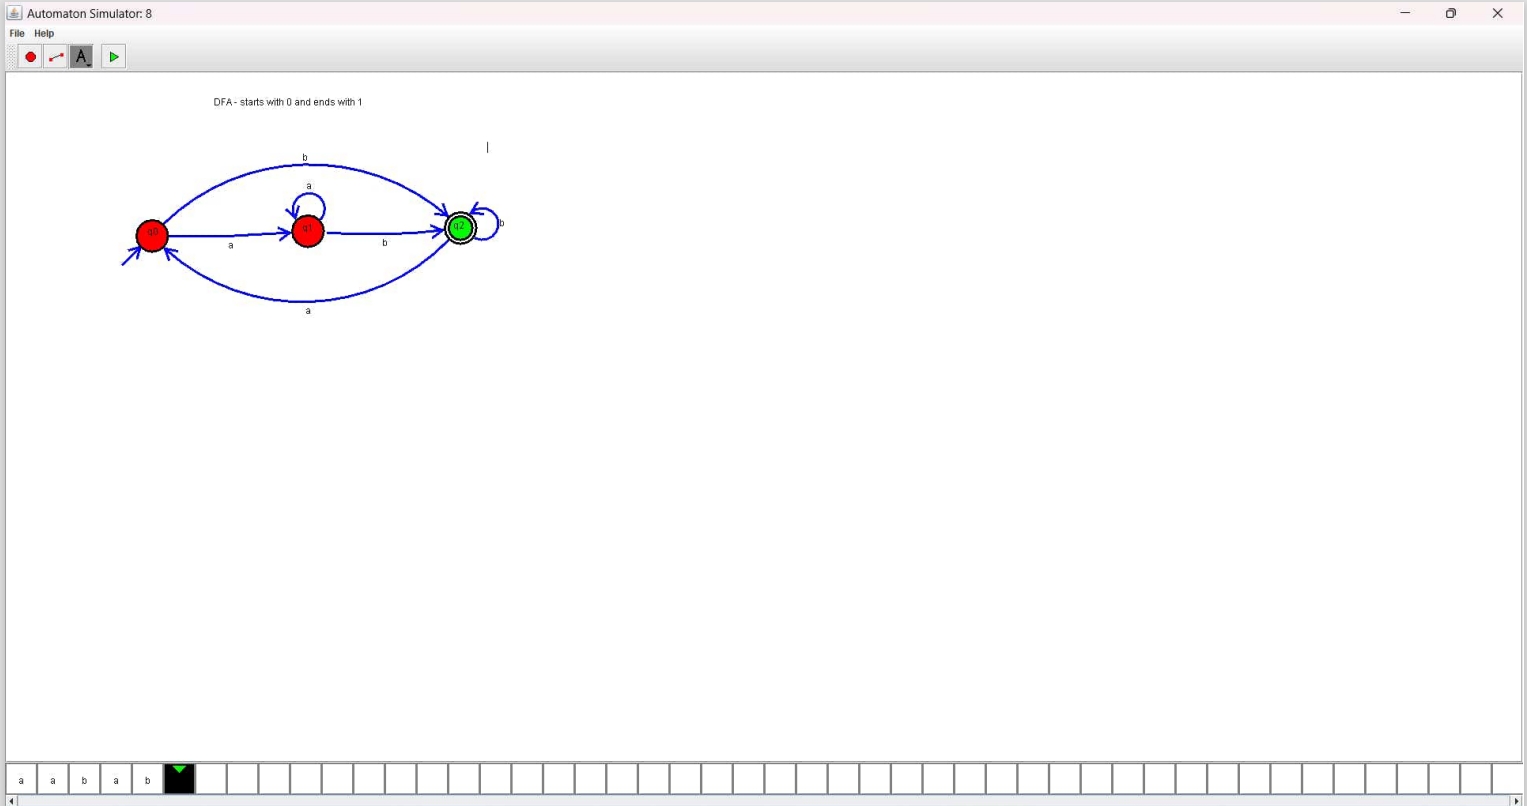 Automaton Simulator: 8
File Help
A
DFA - starts with 0 and ends with 1
b
a
q0 q1 q2 b
a b
a
a a b a b